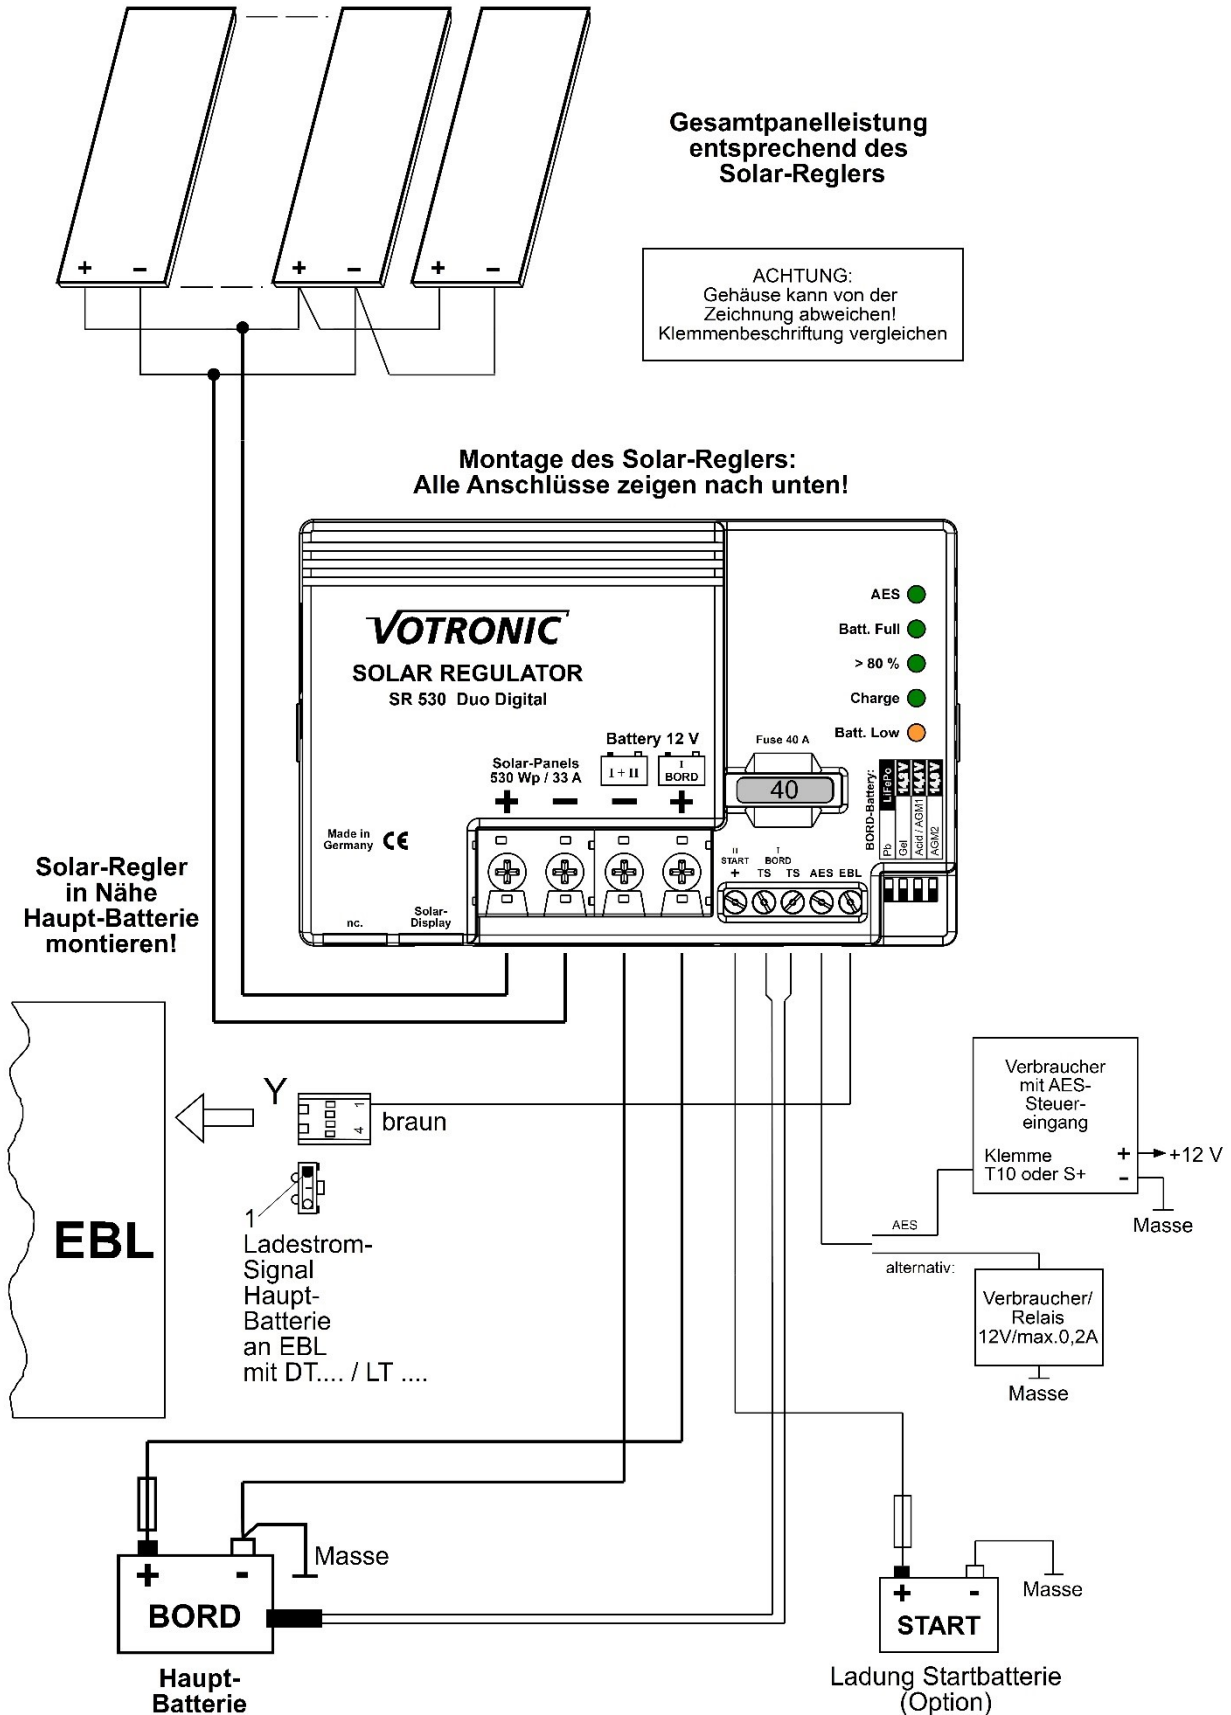 + − + − + −
Gesamtpanelleistung
entsprechend des
Solar-Reglers
ACHTUNG:
Gehäuse kann von der
Zeichnung abweichen!
Klemmenbeschriftung vergleichen
Montage des Solar-Reglers:
Alle Anschlüsse zeigen nach unten!
VOTRONIC
SOLAR REGULATOR
SR 530 Duo Digital
AES
Batt. Full
> 80 %
Charge
Batt. Low
Battery 12 V
Solar-Panels
530 Wp / 33 A
I + II
I
BORD
+ − − +
Fuse 40 A
40
BORD-Battery:
LiFePo
Pb
14,3 V
Gel
14,4 V
Acid / AGM1
AGM2
Made in
Germany CE
II
START
+
I
BORD
TS TS AES EBL
nc.
Solar-
Display
Solar-Regler
in Nähe
Haupt-Batterie
montieren!
EBL
Y
1
4
braun
1
Ladestrom-
Signal
Haupt-
Batterie
an EBL
mit DT.... / LT ....
Verbraucher
mit AES-
Steuer-
eingang
Klemme
T10 oder S+
+
-
+12 V
Masse
AES
alternativ:
Verbraucher/
Relais
12V/max.0,2A
Masse
Masse
+ -
BORD
Haupt-
Batterie
Masse
+ -
START
Ladung Startbatterie
(Option)